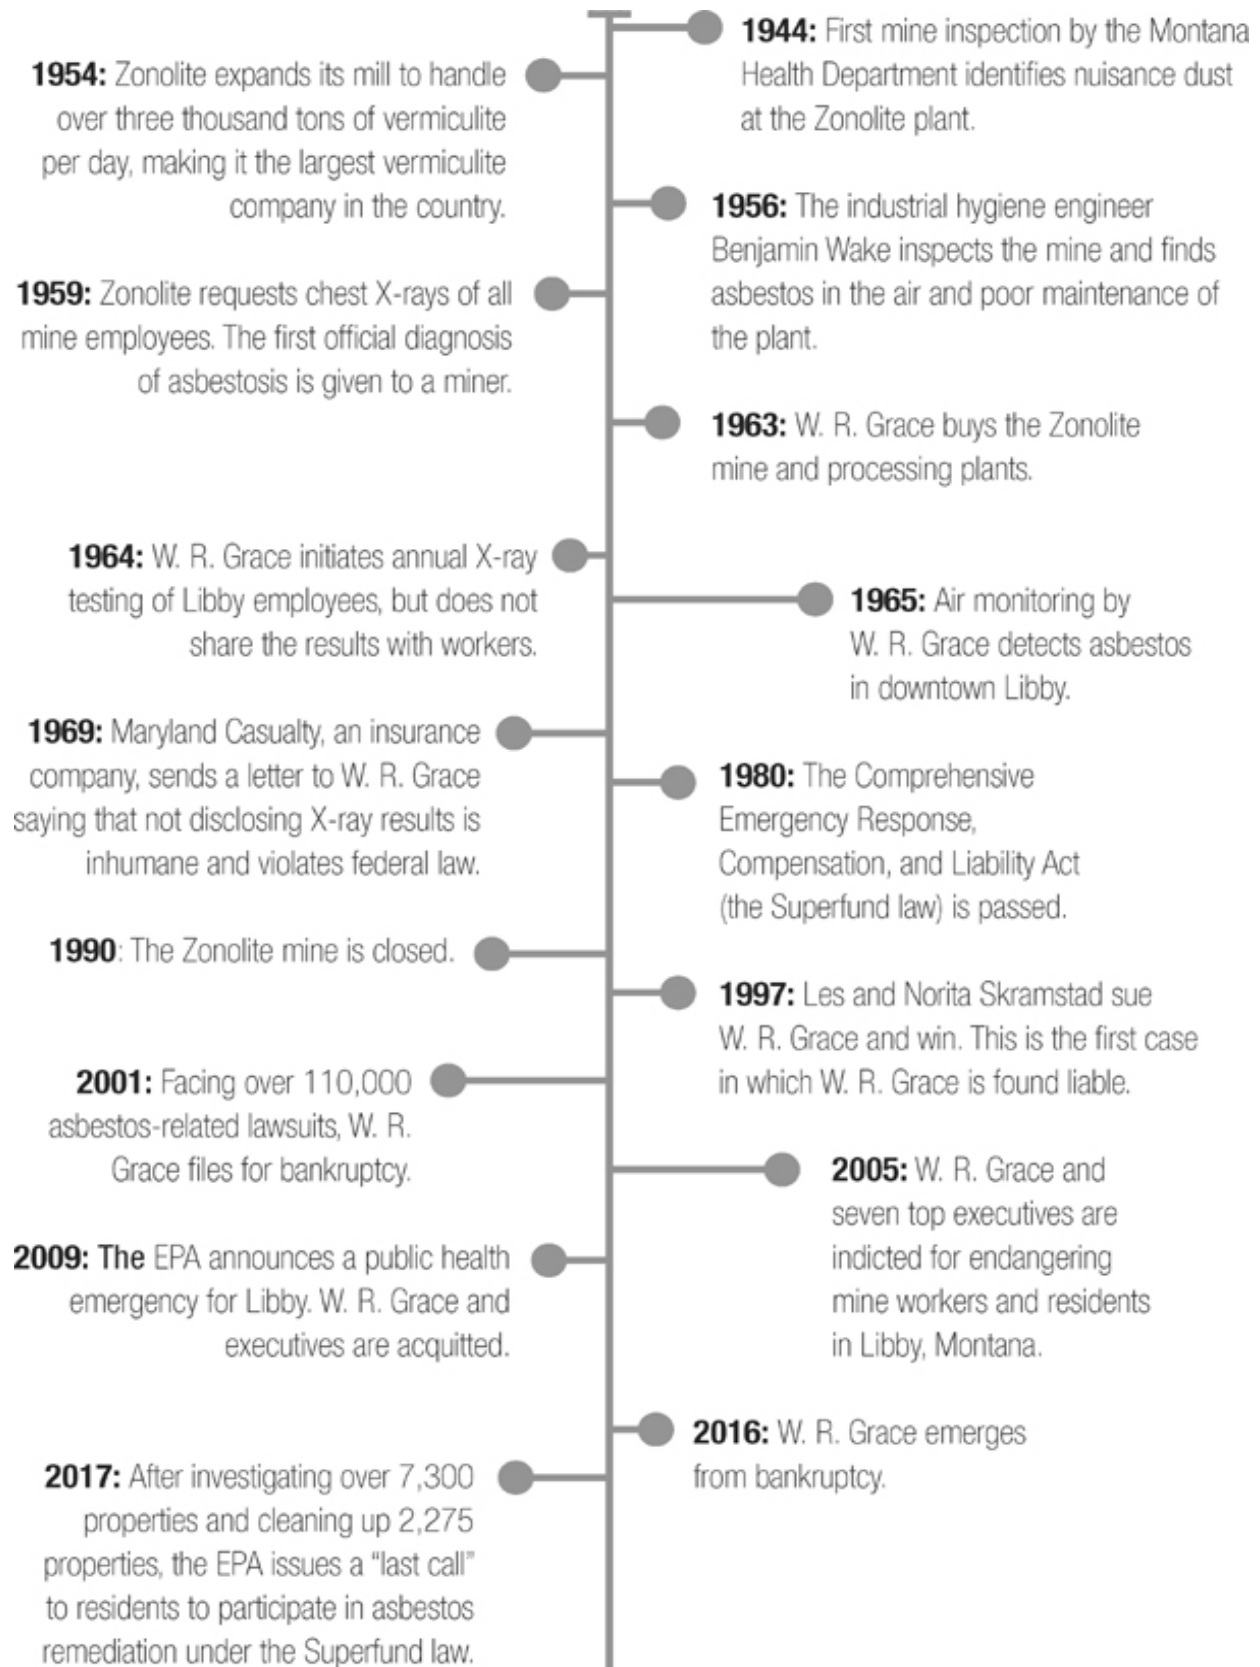 1944: First mine inspection by the Montana
Health Department identifies nuisance dust
at the Zonolite plant.
1954: Zonolite expands its mill to handle
over three thousand tons of vermiculite
per day, making it the largest vermiculite
company in the country.
1956: The industrial hygiene engineer
Benjamin Wake inspects the mine and finds
asbestos in the air and poor maintenance of
the plant.
1959: Zonolite requests chest X-rays of all
mine employees. The first official diagnosis
of asbestosis is given to a miner.
1963: W. R. Grace buys the Zonolite
mine and processing plants.
1964: W. R. Grace initiates annual X-ray
testing of Libby employees, but does not
share the results with workers.
1965: Air monitoring by
W. R. Grace detects asbestos
in downtown Libby.
1969: Maryland Casualty, an insurance
company, sends a letter to W. R. Grace
saying that not disclosing X-ray results is
inhumane and violates federal law.
1980: The Comprehensive
Emergency Response,
Compensation, and Liability Act
(the Superfund law) is passed.
1990: The Zonolite mine is closed.
1997: Les and Norita Skramstad sue
W. R. Grace and win. This is the first case
in which W. R. Grace is found liable.
2001: Facing over 110,000
asbestos-related lawsuits, W. R.
Grace files for bankruptcy.
2005: W. R. Grace and
seven top executives are
indicted for endangering
mine workers and residents
in Libby, Montana.
2009: The EPA announces a public health
emergency for Libby. W. R. Grace and
executives are acquitted.
2016: W. R. Grace emerges
from bankruptcy.
2017: After investigating over 7,300
properties and cleaning up 2,275
properties, the EPA issues a “last call”
to residents to participate in asbestos
remediation under the Superfund law.